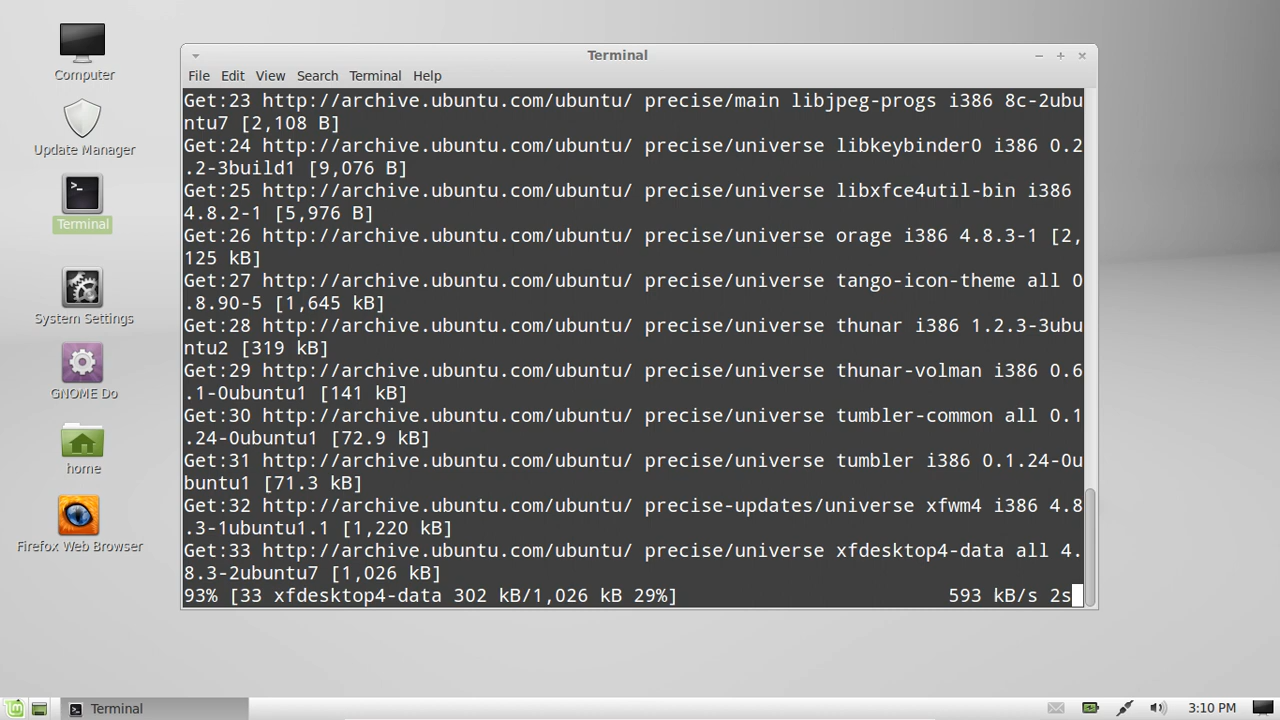 Computer
Update Manager
Terminal
System Settings
GNOME Do
home
Firefox Web Browser
Terminal
File Edit View Search Terminal Help
Get:23 http://archive.ubuntu.com/ubuntu/ precise/main libjpeg-progs i386 8c-2ubu
ntu7 [2,108 B]
Get:24 http://archive.ubuntu.com/ubuntu/ precise/universe libkeybinder0 i386 0.2
.2-3build1 [9,076 B]
Get:25 http://archive.ubuntu.com/ubuntu/ precise/universe libxfce4util-bin i386
4.8.2-1 [5,976 B]
Get:26 http://archive.ubuntu.com/ubuntu/ precise/universe orage i386 4.8.3-1 [2,
125 kB]
Get:27 http://archive.ubuntu.com/ubuntu/ precise/universe tango-icon-theme all 0
.8.90-5 [1,645 kB]
Get:28 http://archive.ubuntu.com/ubuntu/ precise/universe thunar i386 1.2.3-3ubu
ntu2 [319 kB]
Get:29 http://archive.ubuntu.com/ubuntu/ precise/universe thunar-volman i386 0.6
.1-0ubuntu1 [141 kB]
Get:30 http://archive.ubuntu.com/ubuntu/ precise/universe tumbler-common all 0.1
.24-0ubuntu1 [72.9 kB]
Get:31 http://archive.ubuntu.com/ubuntu/ precise/universe tumbler i386 0.1.24-0u
buntu1 [71.3 kB]
Get:32 http://archive.ubuntu.com/ubuntu/ precise-updates/universe xfwm4 i386 4.8
.3-1ubuntu1.1 [1,220 kB]
Get:33 http://archive.ubuntu.com/ubuntu/ precise/universe xfdesktop4-data all 4.
8.3-2ubuntu7 [1,026 kB]
93% [33 xfdesktop4-data 302 kB/1,026 kB 29%] 593 kB/s 2s
Terminal
3:10 PM